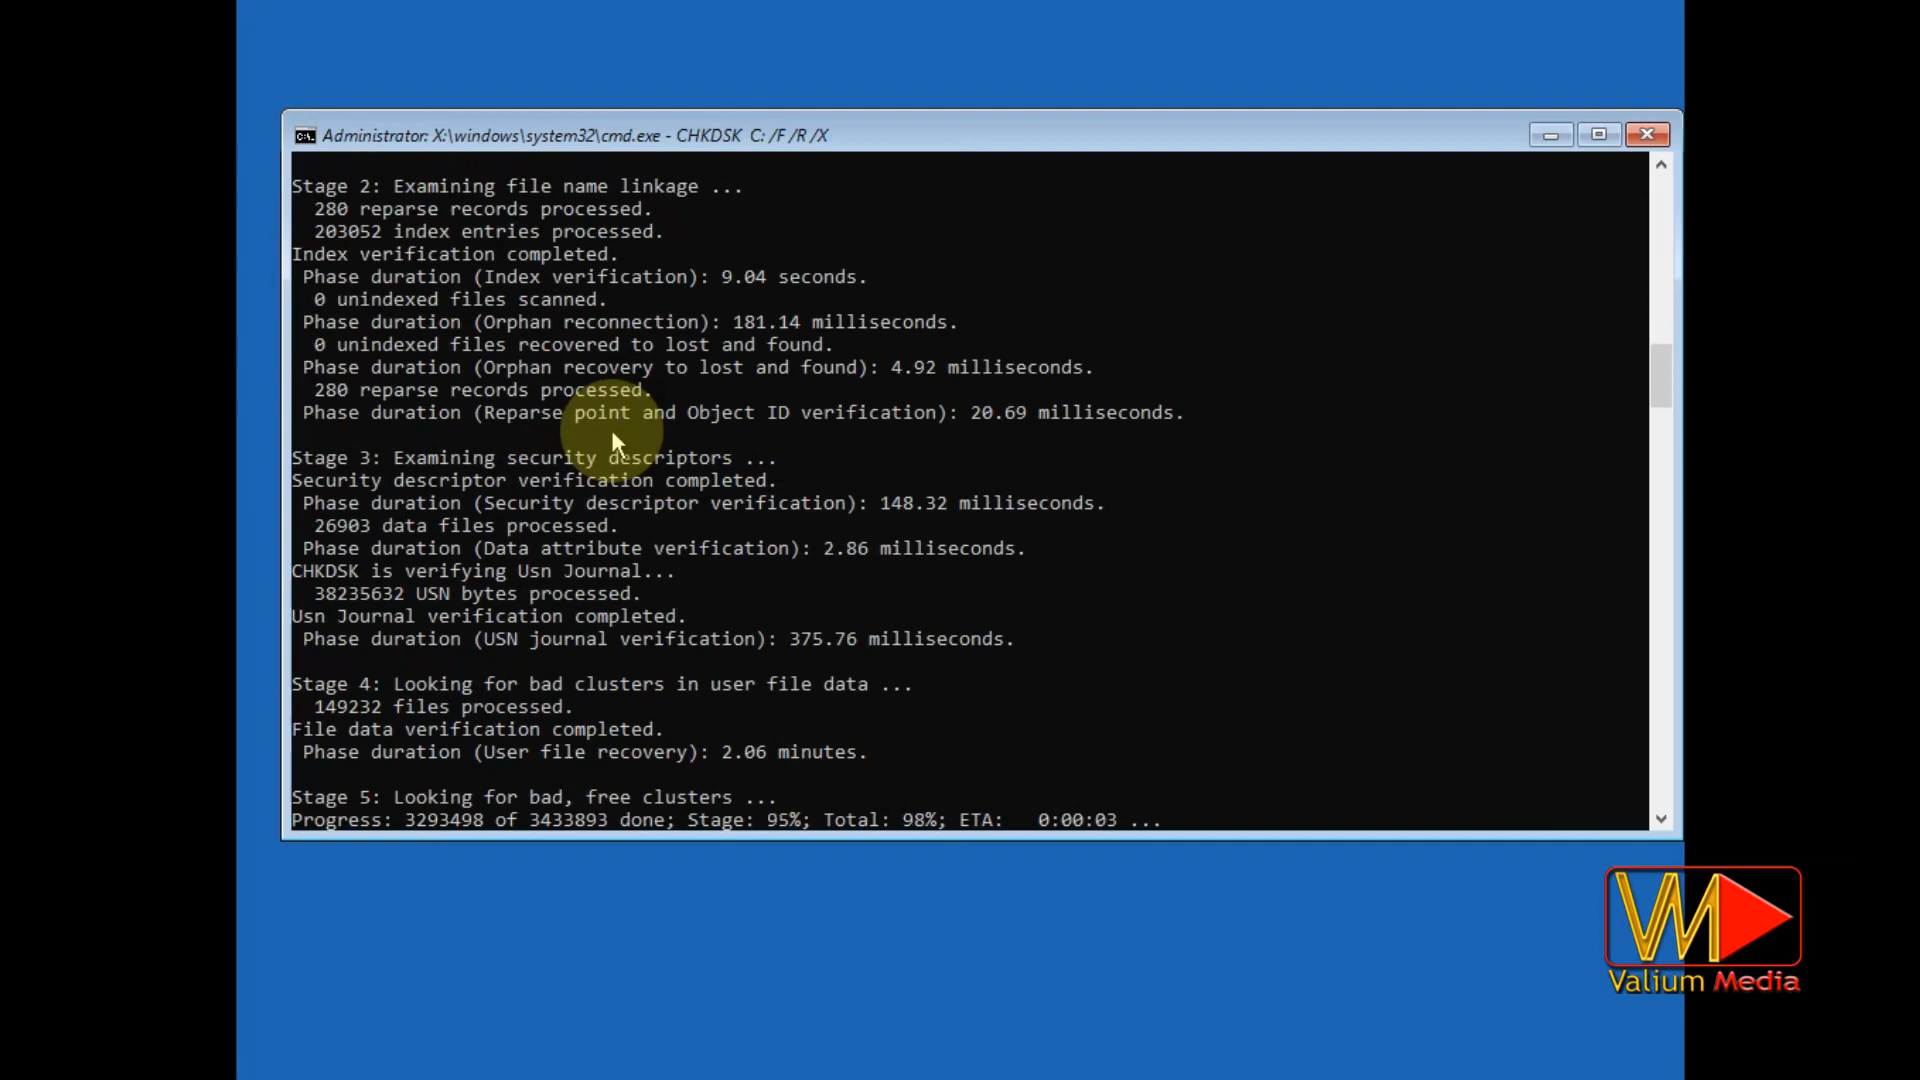 Administrator: X:\windows\system32\cmd.exe - CHKDSK  C: /F /R /X
Stage 2: Examining file name linkage ...
280 reparse records processed.
203052 index entries processed.
Index verification completed.
Phase duration (Index verification): 9.04 seconds.
0 unindexed files scanned.
Phase duration (Orphan reconnection): 181.14 milliseconds.
0 unindexed files recovered to lost and found.
Phase duration (Orphan recovery to lost and found): 4.92 milliseconds.
280 reparse records processed.
Phase duration (Reparse point and Object ID verification): 20.69 milliseconds.
Stage 3: Examining security descriptors ...
Security descriptor verification completed.
Phase duration (Security descriptor verification): 148.32 milliseconds.
26903 data files processed.
Phase duration (Data attribute verification): 2.86 milliseconds.
CHKDSK is verifying Usn Journal...
38235632 USN bytes processed.
Usn Journal verification completed.
Phase duration (USN journal verification): 375.76 milliseconds.
Stage 4: Looking for bad clusters in user file data ...
149232 files processed.
File data verification completed.
Phase duration (User file recovery): 2.06 minutes.
Stage 5: Looking for bad, free clusters ...
Progress: 3293498 of 3433893 done; Stage: 95%; Total: 98%; ETA:   0:00:03 ...
VM
Valium Media